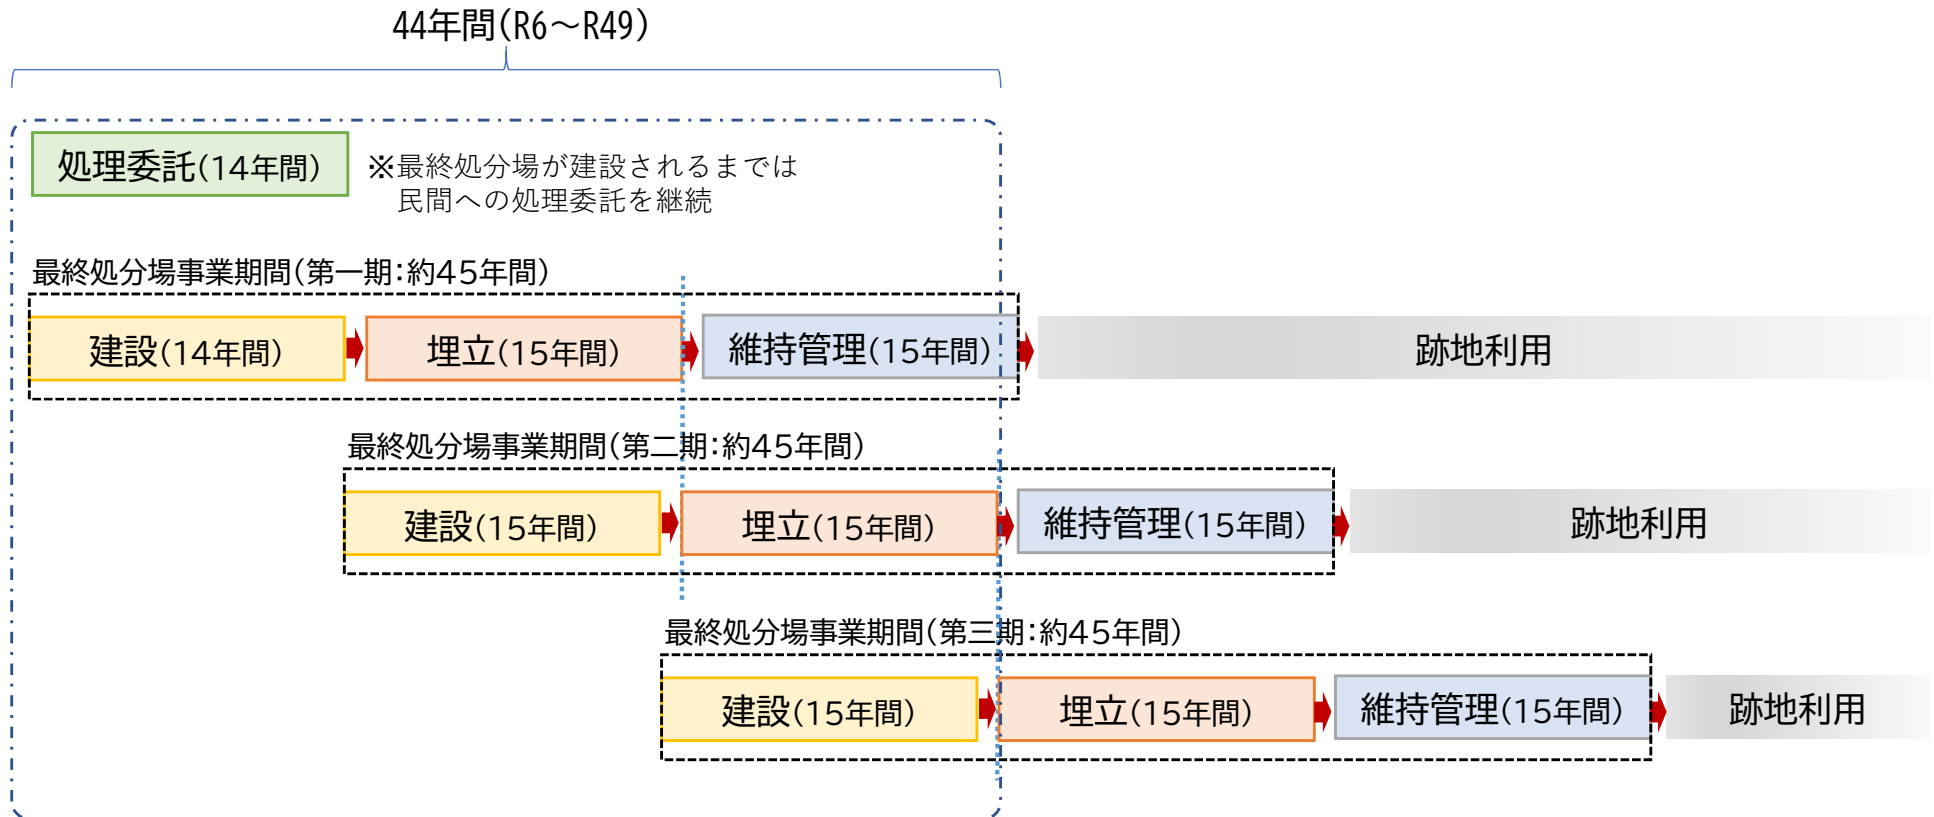 44年間(R6～R49)
処理委託(14年間)
※最終処分場が建設されるまでは
民間への処理委託を継続
最終処分場事業期間(第一期:約45年間)
建設(14年間)
埋立(15年間)
維持管理(15年間)
跡地利用
最終処分場事業期間(第二期:約45年間)
建設(15年間)
埋立(15年間)
維持管理(15年間)
跡地利用
最終処分場事業期間(第三期:約45年間)
建設(15年間)
埋立(15年間)
維持管理(15年間)
跡地利用